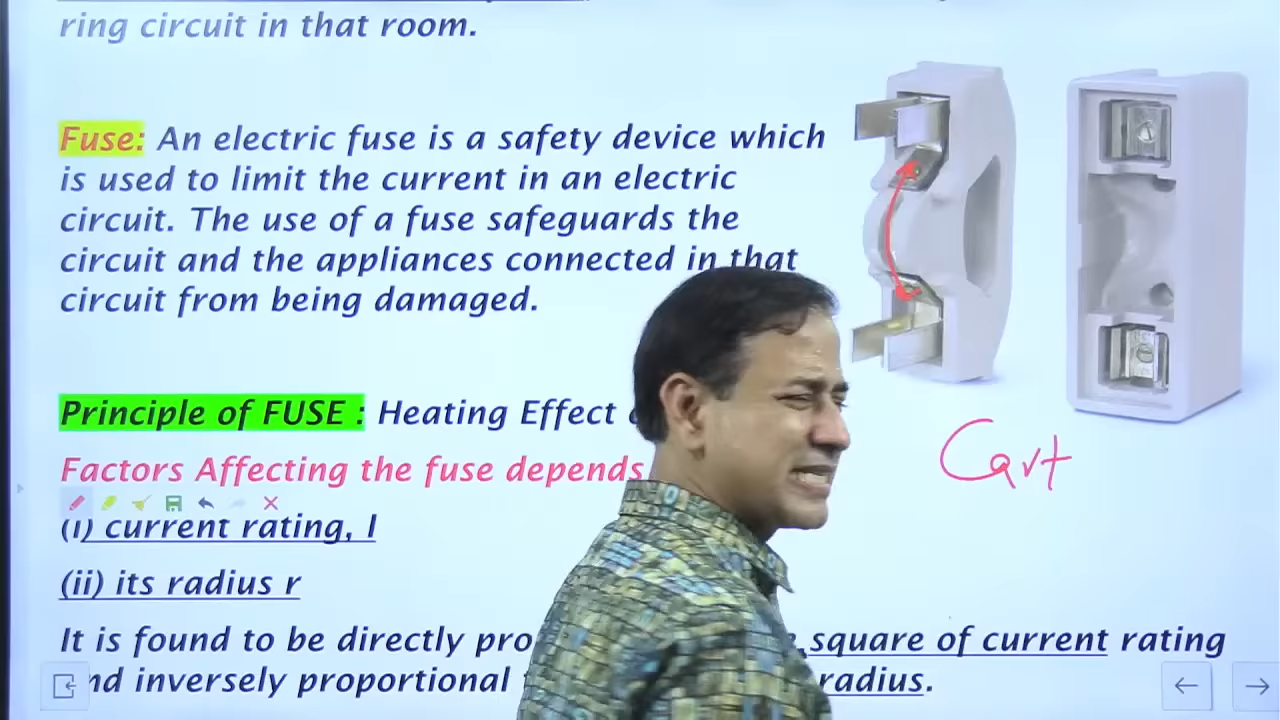 ring circuit in that room.
Fuse: An electric fuse is a safety device which
is used to limit the current in an electric
circuit. The use of a fuse safeguards the
circuit and the appliances connected in that
circuit from being damaged.
Principle of FUSE : Heating Effect
Cart
Factors Affecting the fuse depends
(i) current rating, I
(ii) its radius r
It is found to be directly square of current rating
inversely proportional radius.